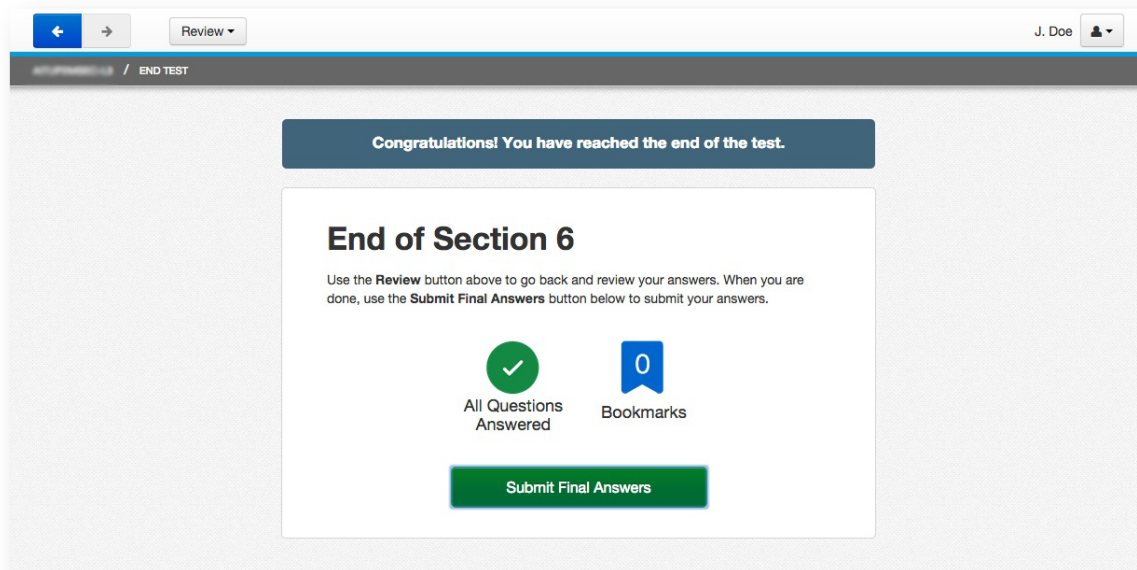 Review
J. Doe
/ END TEST
Congratulations! You have reached the end of the test.
End of Section 6
Use the Review button above to go back and review your answers. When you are
done, use the Submit Final Answers button below to submit your answers.
0
All Questions
Answered
Bookmarks
Submit Final Answers